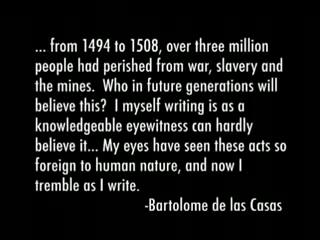 ... from 1494 to 1508, over three million
people had perished from war, slavery and
the mines.  Who in future generations will
believe this?  I myself writing is as a
knowledgeable eyewitness can hardly
believe it... My eyes have seen these acts so
foreign to human nature, and now I
tremble as I write.
-Bartolome de las Casas